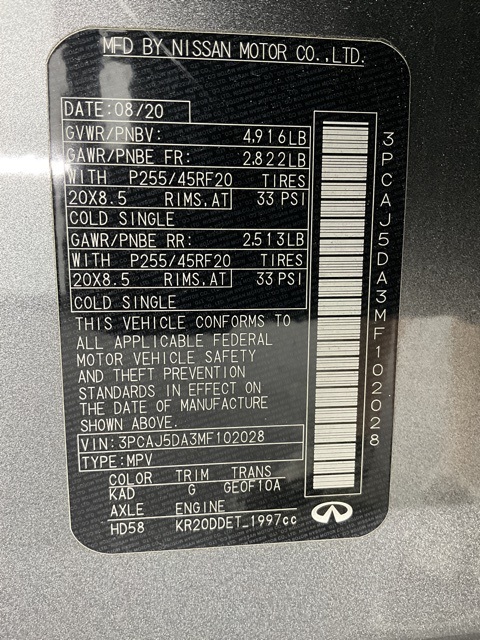 MFD BY NISSAN MOTOR CO.,LTD.
DATE:08/20
GVWR/PNBV: 4,916LB
GAWR/PNBE FR: 2,822LB
WITH P255/45RF20 TIRES
20X8.5 RIMS,AT 33 PSI
COLD SINGLE
GAWR/PNBE RR: 2,513LB
WITH P255/45RF20 TIRES
20X8.5 RIMS,AT 33 PSI
COLD SINGLE
THIS VEHICLE CONFORMS TO
ALL APPLICABLE FEDERAL
MOTOR VEHICLE SAFETY
AND THEFT PREVENTION
STANDARDS IN EFFECT ON
THE DATE OF MANUFACTURE
SHOWN ABOVE.
VIN:3PCAJ5DA3MF102028
TYPE:MPV
COLOR TRIM TRANS
KAD G GE0F10A
AXLE ENGINE
HD58 KR20DDET_1997cc
3PCAJ5DA3MF102028